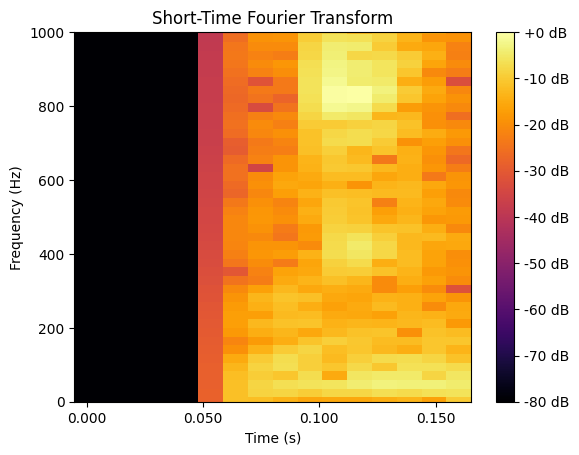 Short-Time Fourier Transform
Frequency (Hz)
1000
800
600
400
200
0
0.000
0.050
0.100
0.150
Time (s)
+0 dB
-10 dB
-20 dB
-30 dB
-40 dB
-50 dB
-60 dB
-70 dB
-80 dB